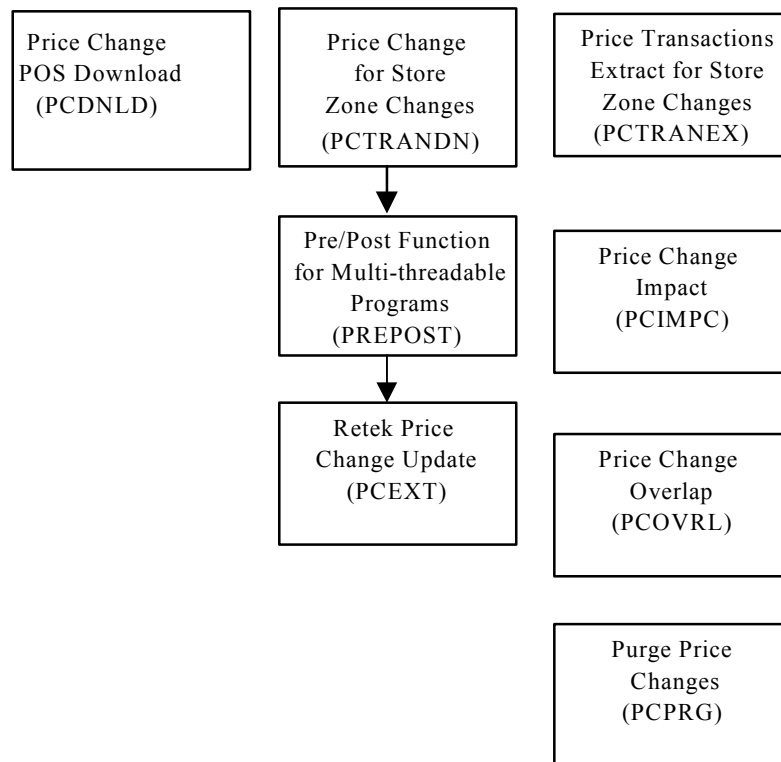 Price Change
POS Download
(PCDNLD)
Price Change
for Store
Zone Changes
(PCTRANDN)
Price Transactions
Extract for Store
Zone Changes
(PCTRANEX)
Pre/Post Function
for Multi-threadable
Programs
(PREPOST)
Price Change
Impact
(PCIMPC)
Retek Price
Change Update
(PCEXT)
Price Change
Overlap
(PCOVRL)
Purge Price
Changes
(PCPRG)